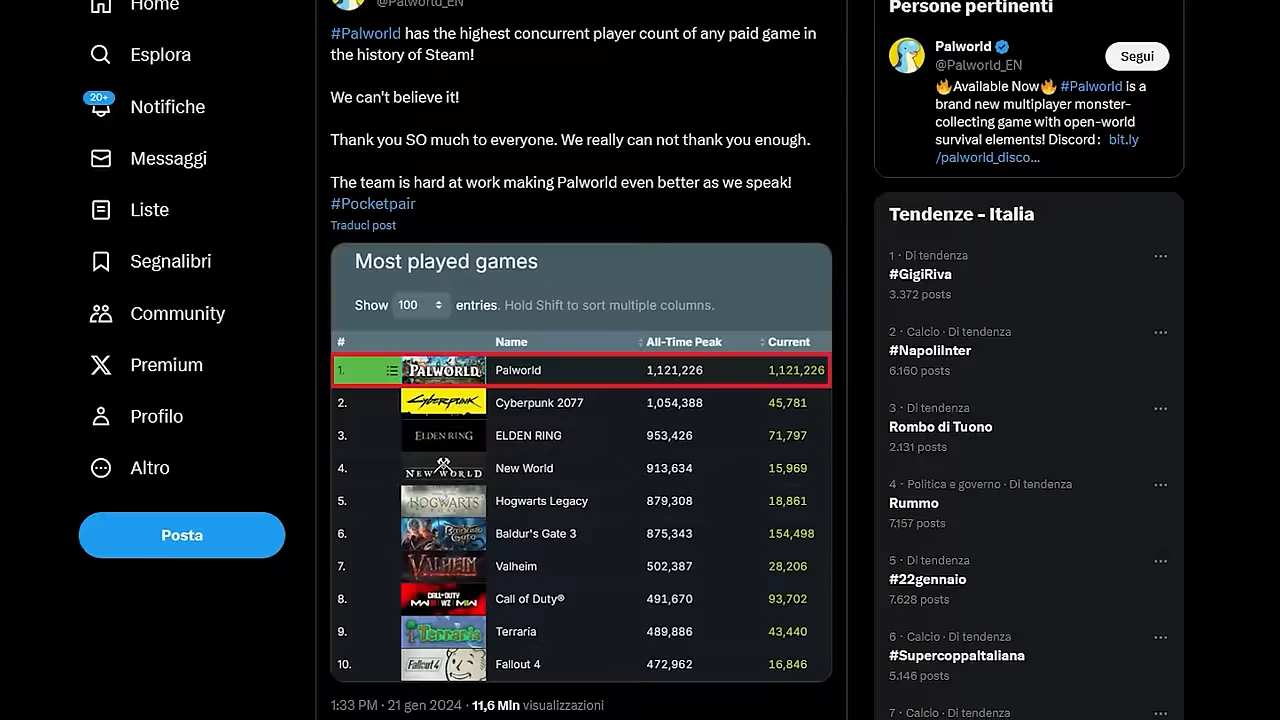 Home
Esplora
20+
Notifiche
Messaggi
Liste
Segnalibri
Community
Premium
Profilo
Altro
Posta
@Palworld_EN
#Palworld has the highest concurrent player count of any paid game in
the history of Steam!
We can't believe it!
Thank you SO much to everyone. We really can not thank you enough.
The team is hard at work making Palworld even better as we speak!
#Pocketpair
Traduci post
Most played games
Show 100 entries. Hold Shift to sort multiple columns.
# Name All-Time Peak Current
1. PALWORLD Palworld 1,121,226 1,121,226
2. Cyberpunk Cyberpunk 2077 1,054,388 45,781
3. ELDEN RING ELDEN RING 953,426 71,797
4. NEW WORLD New World 913,634 15,969
5. HOGWARTS Hogwarts Legacy 879,308 18,861
6. Baldur's Gate Baldur's Gate 3 875,343 154,498
7. VALHEIM Valheim 502,387 28,206
8. CALL OF DUTY MWII WZ MWIII Call of Duty® 491,670 93,702
9. Terraria Terraria 489,886 43,440
10. Fallout 4 Fallout 4 472,962 16,846
1:33 PM · 21 gen 2024 · 11,6 Mln visualizzazioni
Persone pertinenti
Palworld
@Palworld_EN
Segui
🔥Available Now🔥 #Palworld is a
brand new multiplayer monster-
collecting game with open-world
survival elements! Discord： bit.ly
/palworld_disco...
Tendenze - Italia
1 · Di tendenza
#GigiRiva
3.372 posts
2 · Calcio · Di tendenza
#NapoliInter
6.160 posts
3 · Di tendenza
Rombo di Tuono
2.131 posts
4 · Politica e governo · Di tendenza
Rummo
7.157 posts
5 · Di tendenza
#22gennaio
7.628 posts
6 · Calcio · Di tendenza
#SupercoppaItaliana
5.146 posts
7 · Calcio · Di tendenza